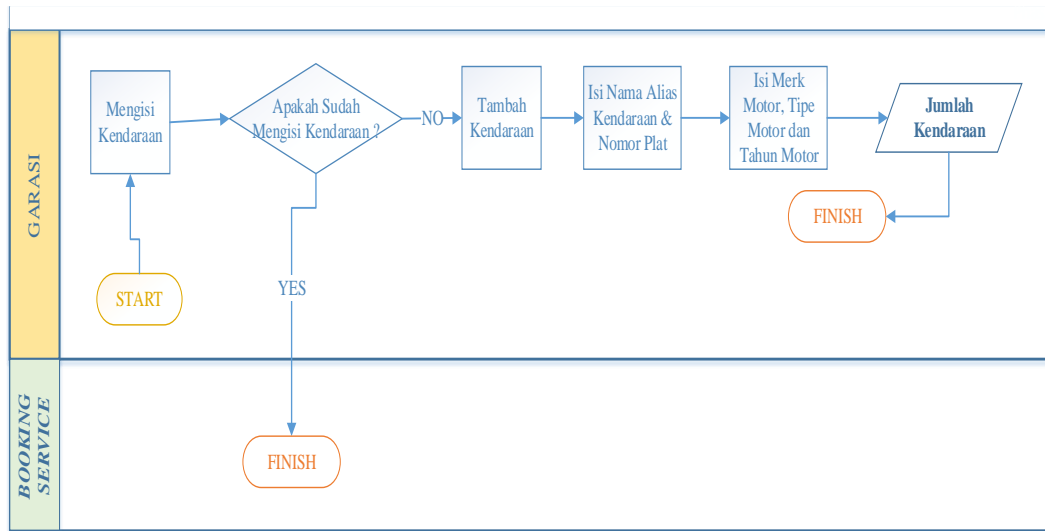 GARASI
Mengisi
Kendaraan
Apakah Sudah
Mengisi Kendaraan ?
NO
Tambah
Kendaraan
Isi Nama Alias
Kendaraan &
Nomor Plat
Isi Merk
Motor, Tipe
Motor dan
Tahun Motor
Jumlah
Kendaraan
FINISH
START
YES
BOOKING
SERVICE
FINISH